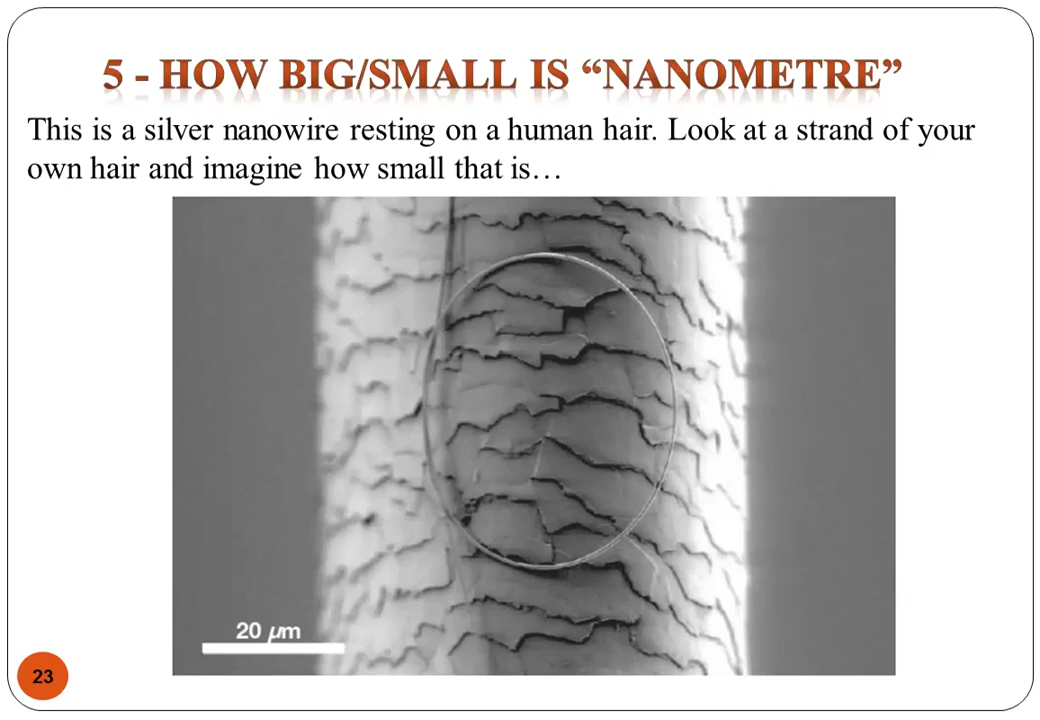 5 - HOW BIG/SMALL IS “NANOMETRE”
This is a silver nanowire resting on a human hair. Look at a strand of your
own hair and imagine how small that is…
20 µm
23